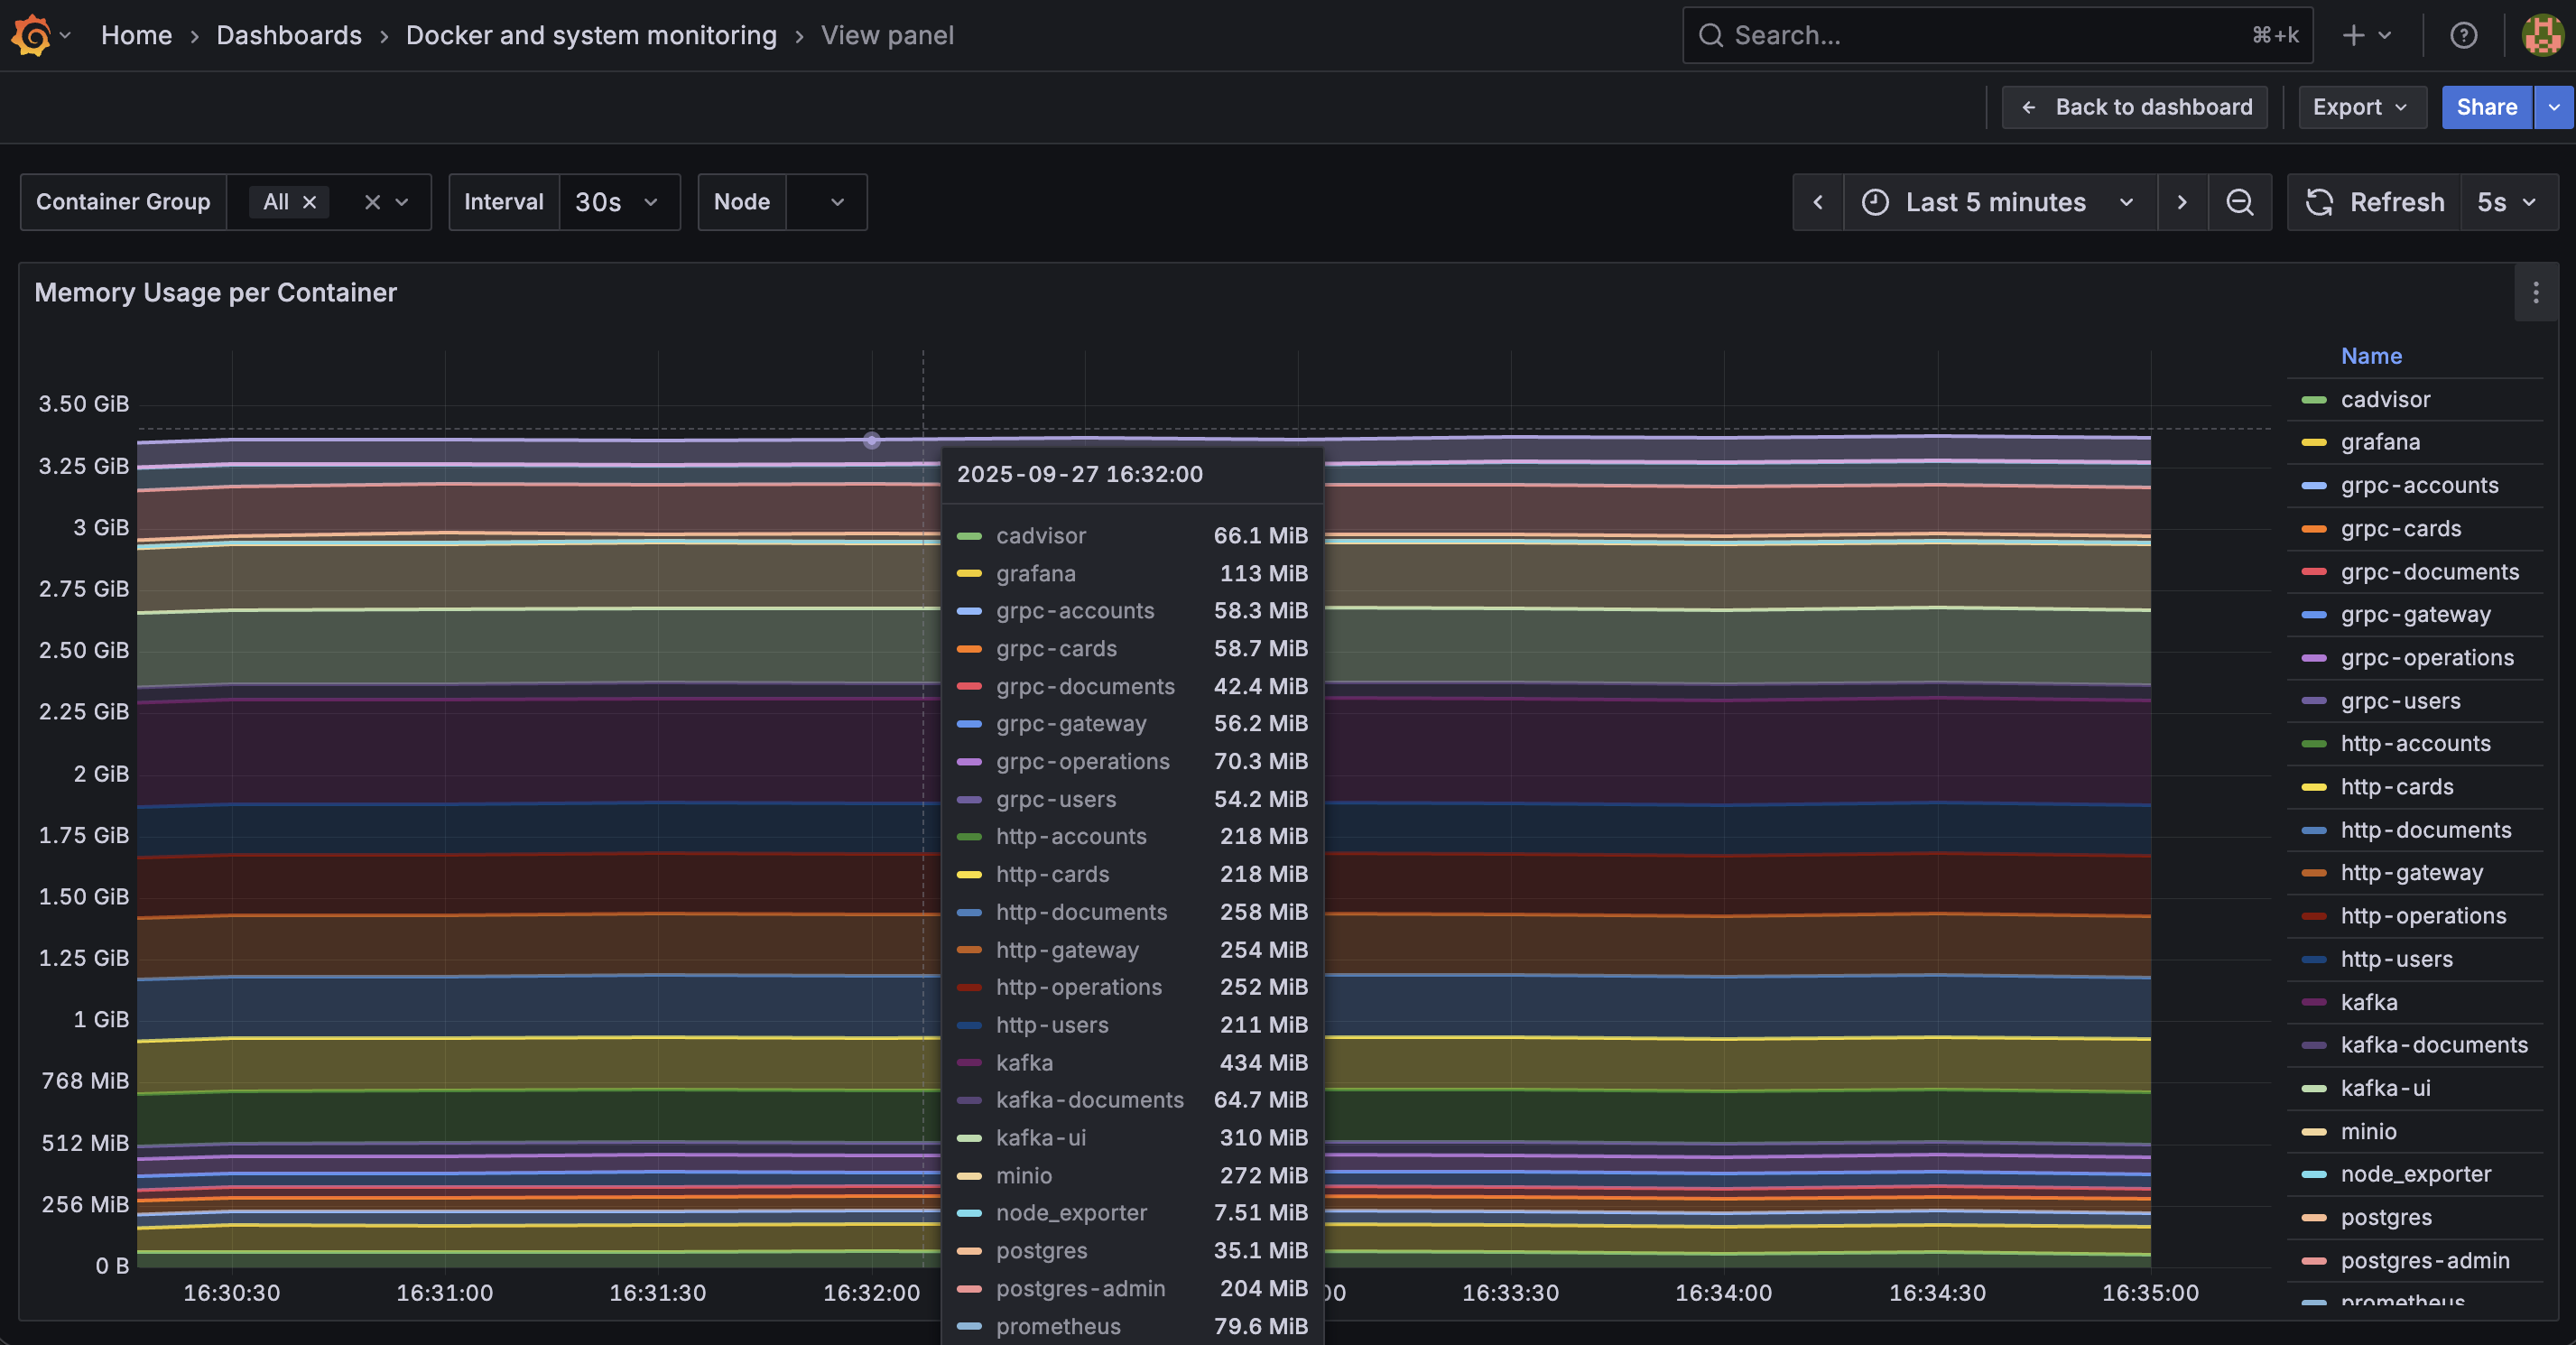 Home › Dashboards › Docker and system monitoring › View panel
Search...
⌘+k
Back to dashboard
Export
Share
Container Group
All
Interval
30s
Node
Last 5 minutes
Refresh
5s
Memory Usage per Container
3.50 GiB
3.25 GiB
3 GiB
2.75 GiB
2.50 GiB
2.25 GiB
2 GiB
1.75 GiB
1.50 GiB
1.25 GiB
1 GiB
768 MiB
512 MiB
256 MiB
0 B
16:30:30
16:31:00
16:31:30
16:32:00
00
16:33:30
16:34:00
16:34:30
16:35:00
2025-09-27 16:32:00
cadvisor 66.1 MiB
grafana 113 MiB
grpc-accounts 58.3 MiB
grpc-cards 58.7 MiB
grpc-documents 42.4 MiB
grpc-gateway 56.2 MiB
grpc-operations 70.3 MiB
grpc-users 54.2 MiB
http-accounts 218 MiB
http-cards 218 MiB
http-documents 258 MiB
http-gateway 254 MiB
http-operations 252 MiB
http-users 211 MiB
kafka 434 MiB
kafka-documents 64.7 MiB
kafka-ui 310 MiB
minio 272 MiB
node_exporter 7.51 MiB
postgres 35.1 MiB
postgres-admin 204 MiB
prometheus 79.6 MiB
Name
cadvisor
grafana
grpc-accounts
grpc-cards
grpc-documents
grpc-gateway
grpc-operations
grpc-users
http-accounts
http-cards
http-documents
http-gateway
http-operations
http-users
kafka
kafka-documents
kafka-ui
minio
node_exporter
postgres
postgres-admin
prometheus